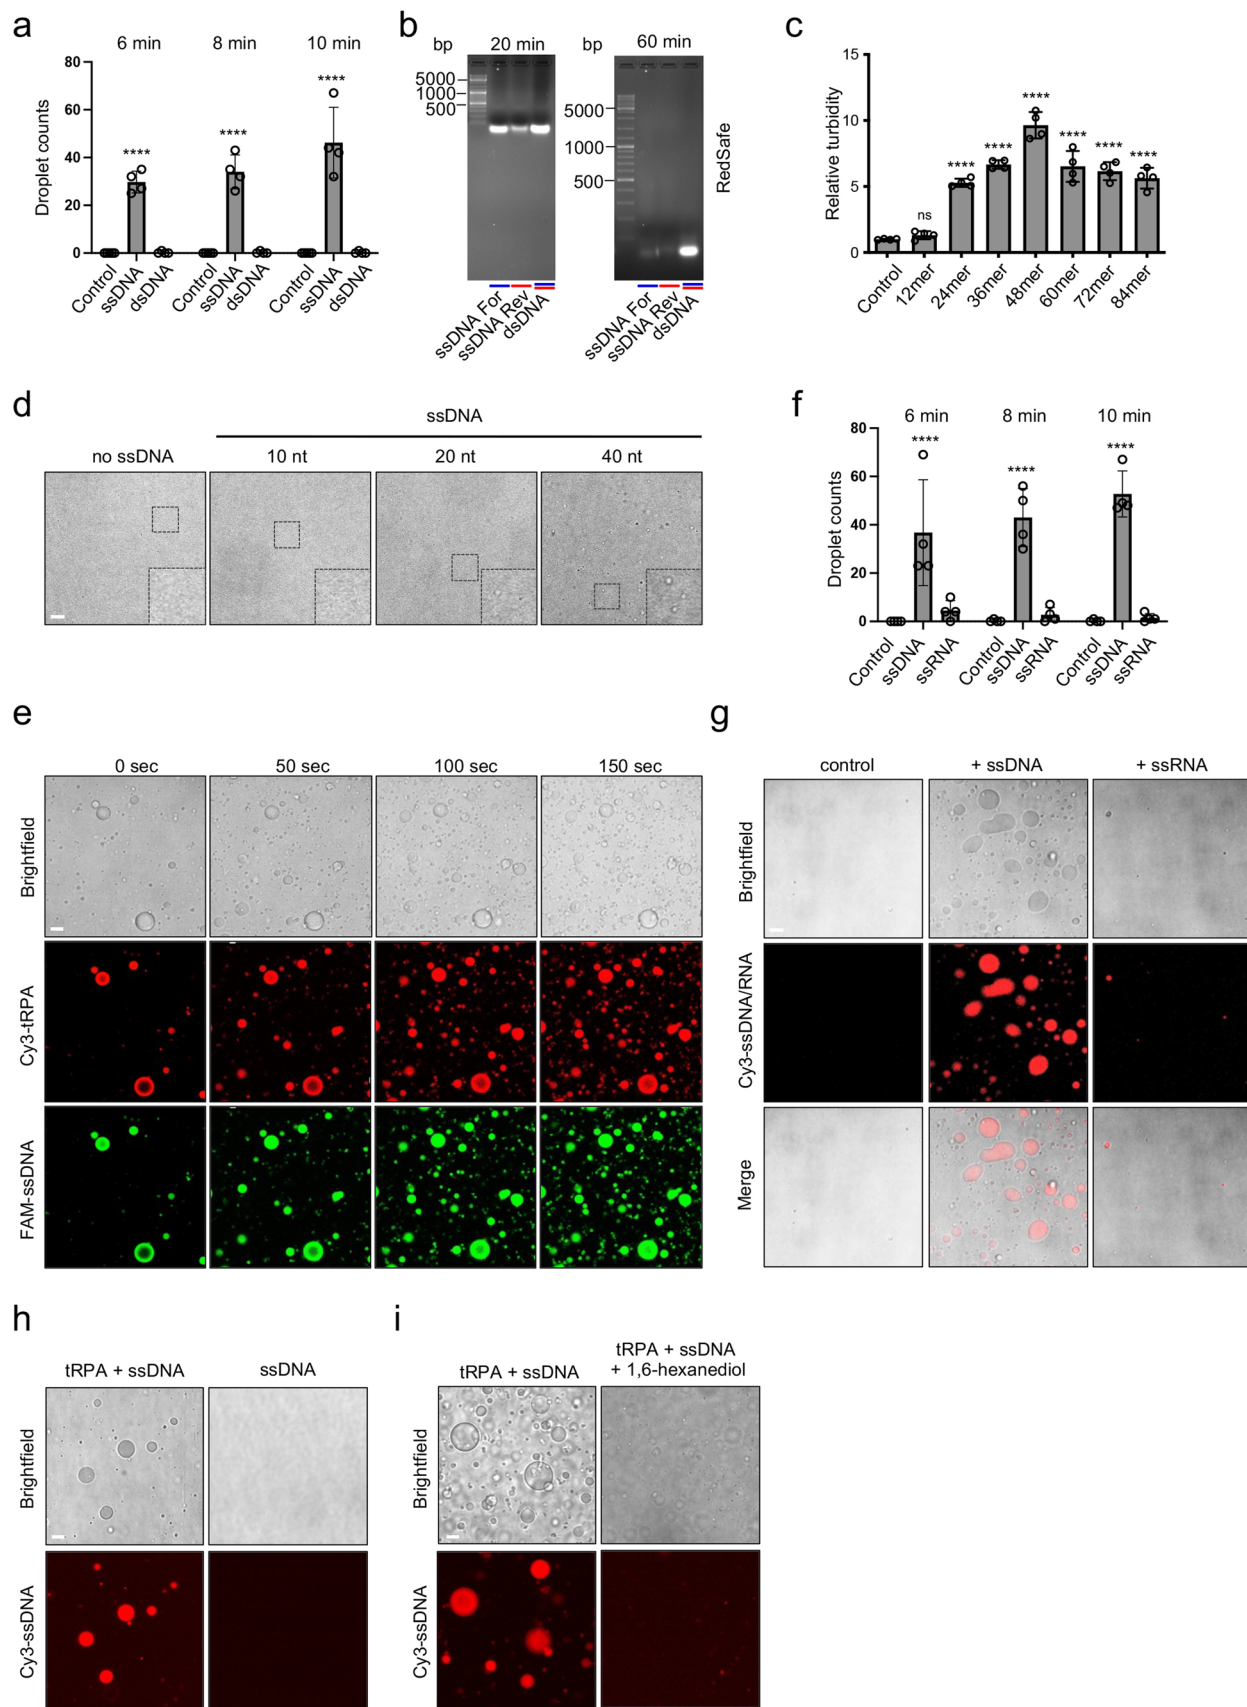 a
6 min 8 min 10 min
Droplet counts
80
60
40
20
0
**** **** ****
Control ssDNA dsDNA Control ssDNA dsDNA Control ssDNA dsDNA
b
bp 20 min bp 60 min
5000
1000
500
5000
1000
500
RedSafe
ssDNA For ssDNA Rev dsDNA ssDNA For ssDNA Rev dsDNA
c
Relative turbidity
15
10
5
0
ns **** **** **** **** **** ****
Control 12mer 24mer 36mer 48mer 60mer 72mer 84mer
d
ssDNA
no ssDNA 10 nt 20 nt 40 nt
f
6 min 8 min 10 min
Droplet counts
80
60
40
20
0
**** **** ****
Control ssDNA ssRNA Control ssDNA ssRNA Control ssDNA ssRNA
e
0 sec 50 sec 100 sec 150 sec
Brightfield
Cy3-tRPA
FAM-ssDNA
g
control + ssDNA + ssRNA
Brightfield
Cy3-ssDNA/RNA
Merge
h
tRPA + ssDNA ssDNA
Brightfield
Cy3-ssDNA
i
tRPA + ssDNA
tRPA + ssDNA
+ 1,6-hexanediol
Brightfield
Cy3-ssDNA